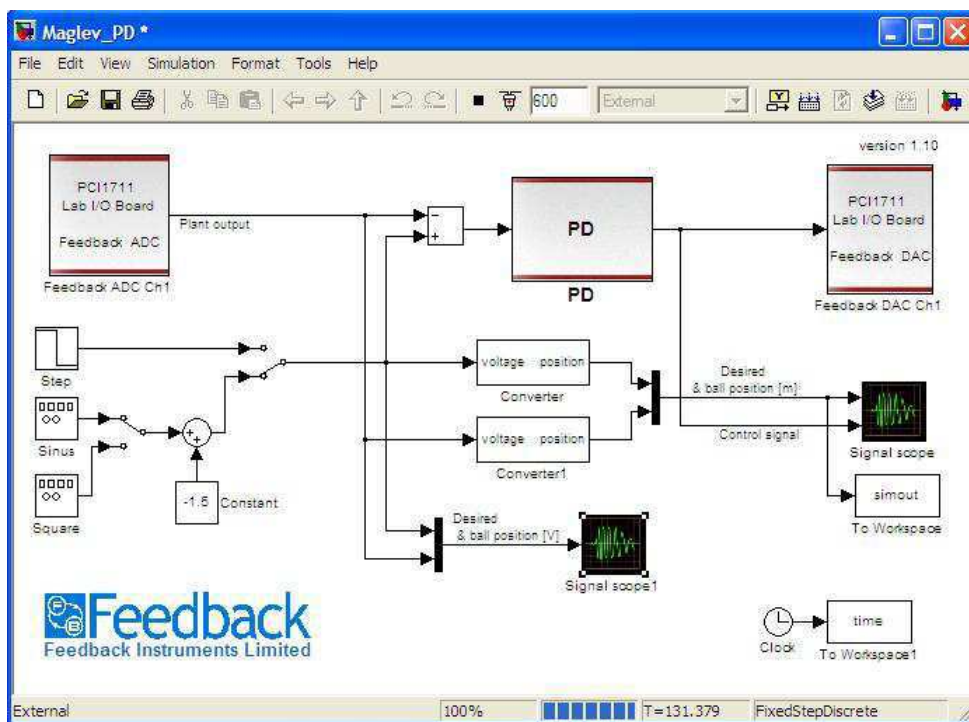 Maglev_PD *
File Edit View Simulation Format Tools Help
600 External
version 1.10
PCI1711
Lab I/O Board
Feedback ADC
Feedback ADC Ch1
Plant output
PD
PD
PCI1711
Lab I/O Board
Feedback DAC
Feedback DAC Ch1
Step
Sinus
Square
-1.5
Constant
voltage position
Converter
voltage position
Converter1
Desired
& ball position [m]
Control signal
Signal scope
simout
To Workspace
Desired
& ball position [V]
Signal scope1
Feedback
Feedback Instruments Limited
Clock
time
To Workspace1
External 100% T=131.379 FixedStepDiscrete